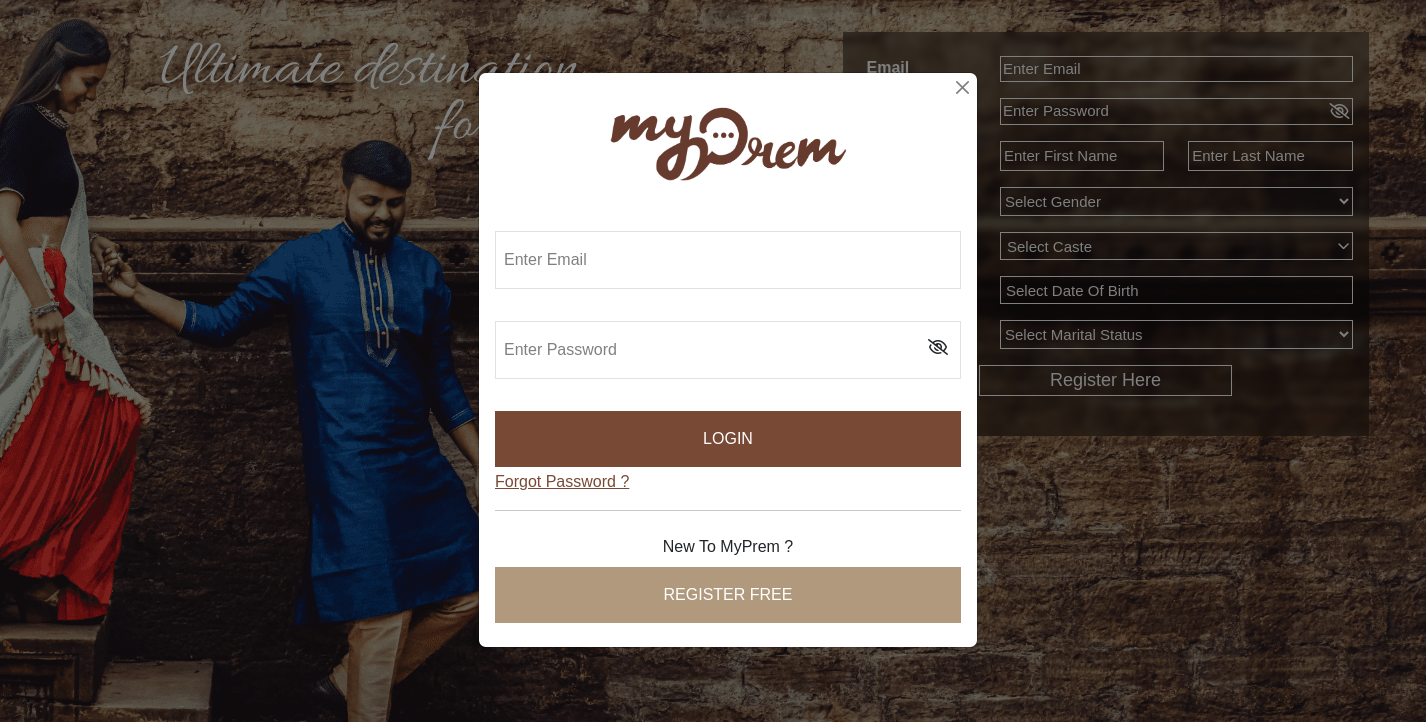 Ultimate destination
Email
Enter Email
Enter Password
Enter First Name
Enter Last Name
Select Gender
Select Caste
Select Date Of Birth
Select Marital Status
Register Here
myPrem
Enter Email
Enter Password
LOGIN
Forgot Password ?
New To MyPrem ?
REGISTER FREE